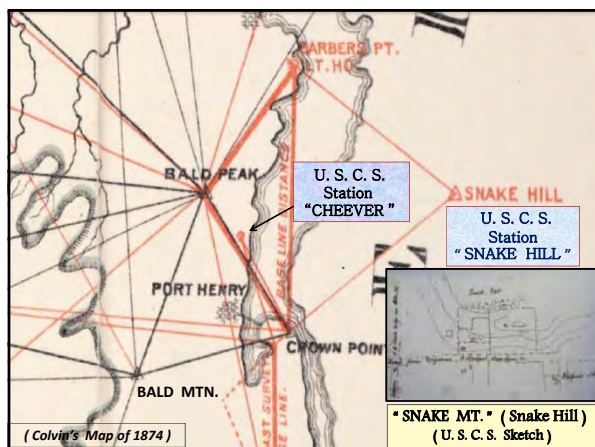 BARBERS PT.
LT. HO.
BALD PEAK
U. S. C. S.
Station
"CHEEVER"
BASE LINE DISTANCE
SNAKE HILL
U. S. C. S.
Station
" SNAKE HILL "
PORT HENRY
CROWN POINT
BALD MTN.
LINE.
( Colvin's Map of 1874 )
" SNAKE MT. " ( Snake Hill )
( U. S. C. S. Sketch )